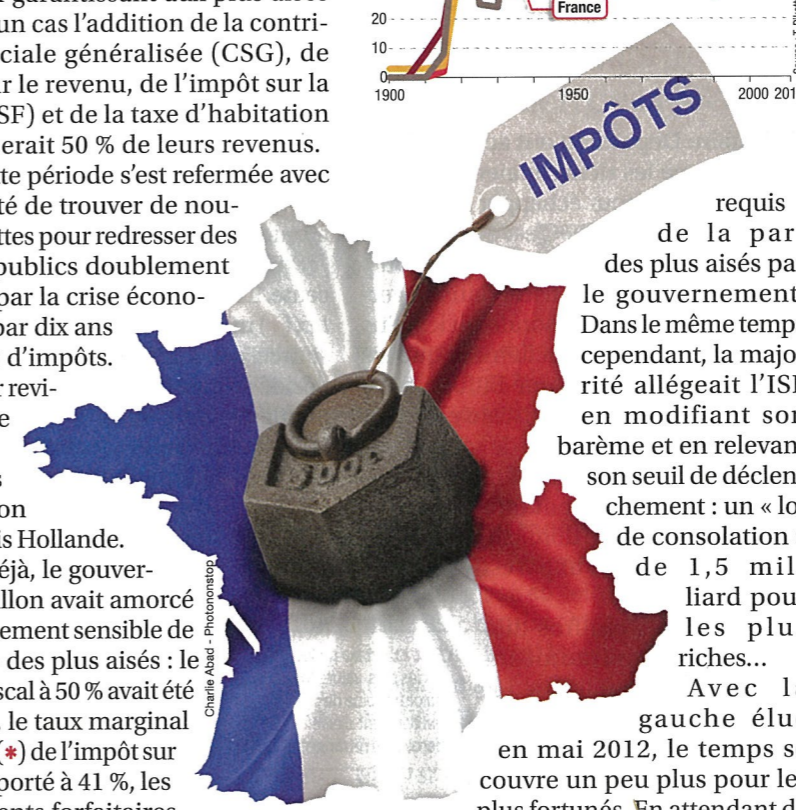 garantissant aux plus aisés
un cas l'addition de la contri-
ciale généralisée (CSG), de
r le revenu, de l'impôt sur la
SF) et de la taxe d'habitation
erait 50 % de leurs revenus.
te période s'est refermée avec
té de trouver de nou-
ttes pour redresser des
publics doublement
par la crise écono-
par dix ans
d'impôts.
r revi-
e
s
on
is Hollande.
éjà, le gouver-
llon avait amorcé
ement sensible de
des plus aisés : le
scal à 50 % avait été
le taux marginal
(*) de l'impôt sur
porté à 41 %, les
France
20
10
0
1900
1950
2000
201
IMPÔTS
500g
Charlie Abad - Photononstop
requis
de la par
des plus aisés pa
le gouvernement
Dans le même temp
cependant, la majo
rité allégeait l'ISF
en modifiant son
barème et en relevan
son seuil de déclen
chement : un « lo
de consolation
de 1,5 mil
liard pou
les plu
riches...
Avec l
gauche élu
en mai 2012, le temps s
couvre un peu plus pour le
plus fortunés. En attendant d